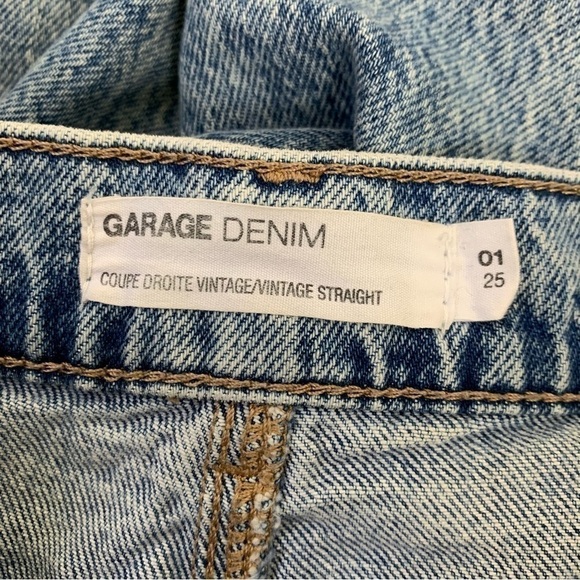 GARAGE DENIM
COUPE DROITE VINTAGE/VINTAGE STRAIGHT
01
25